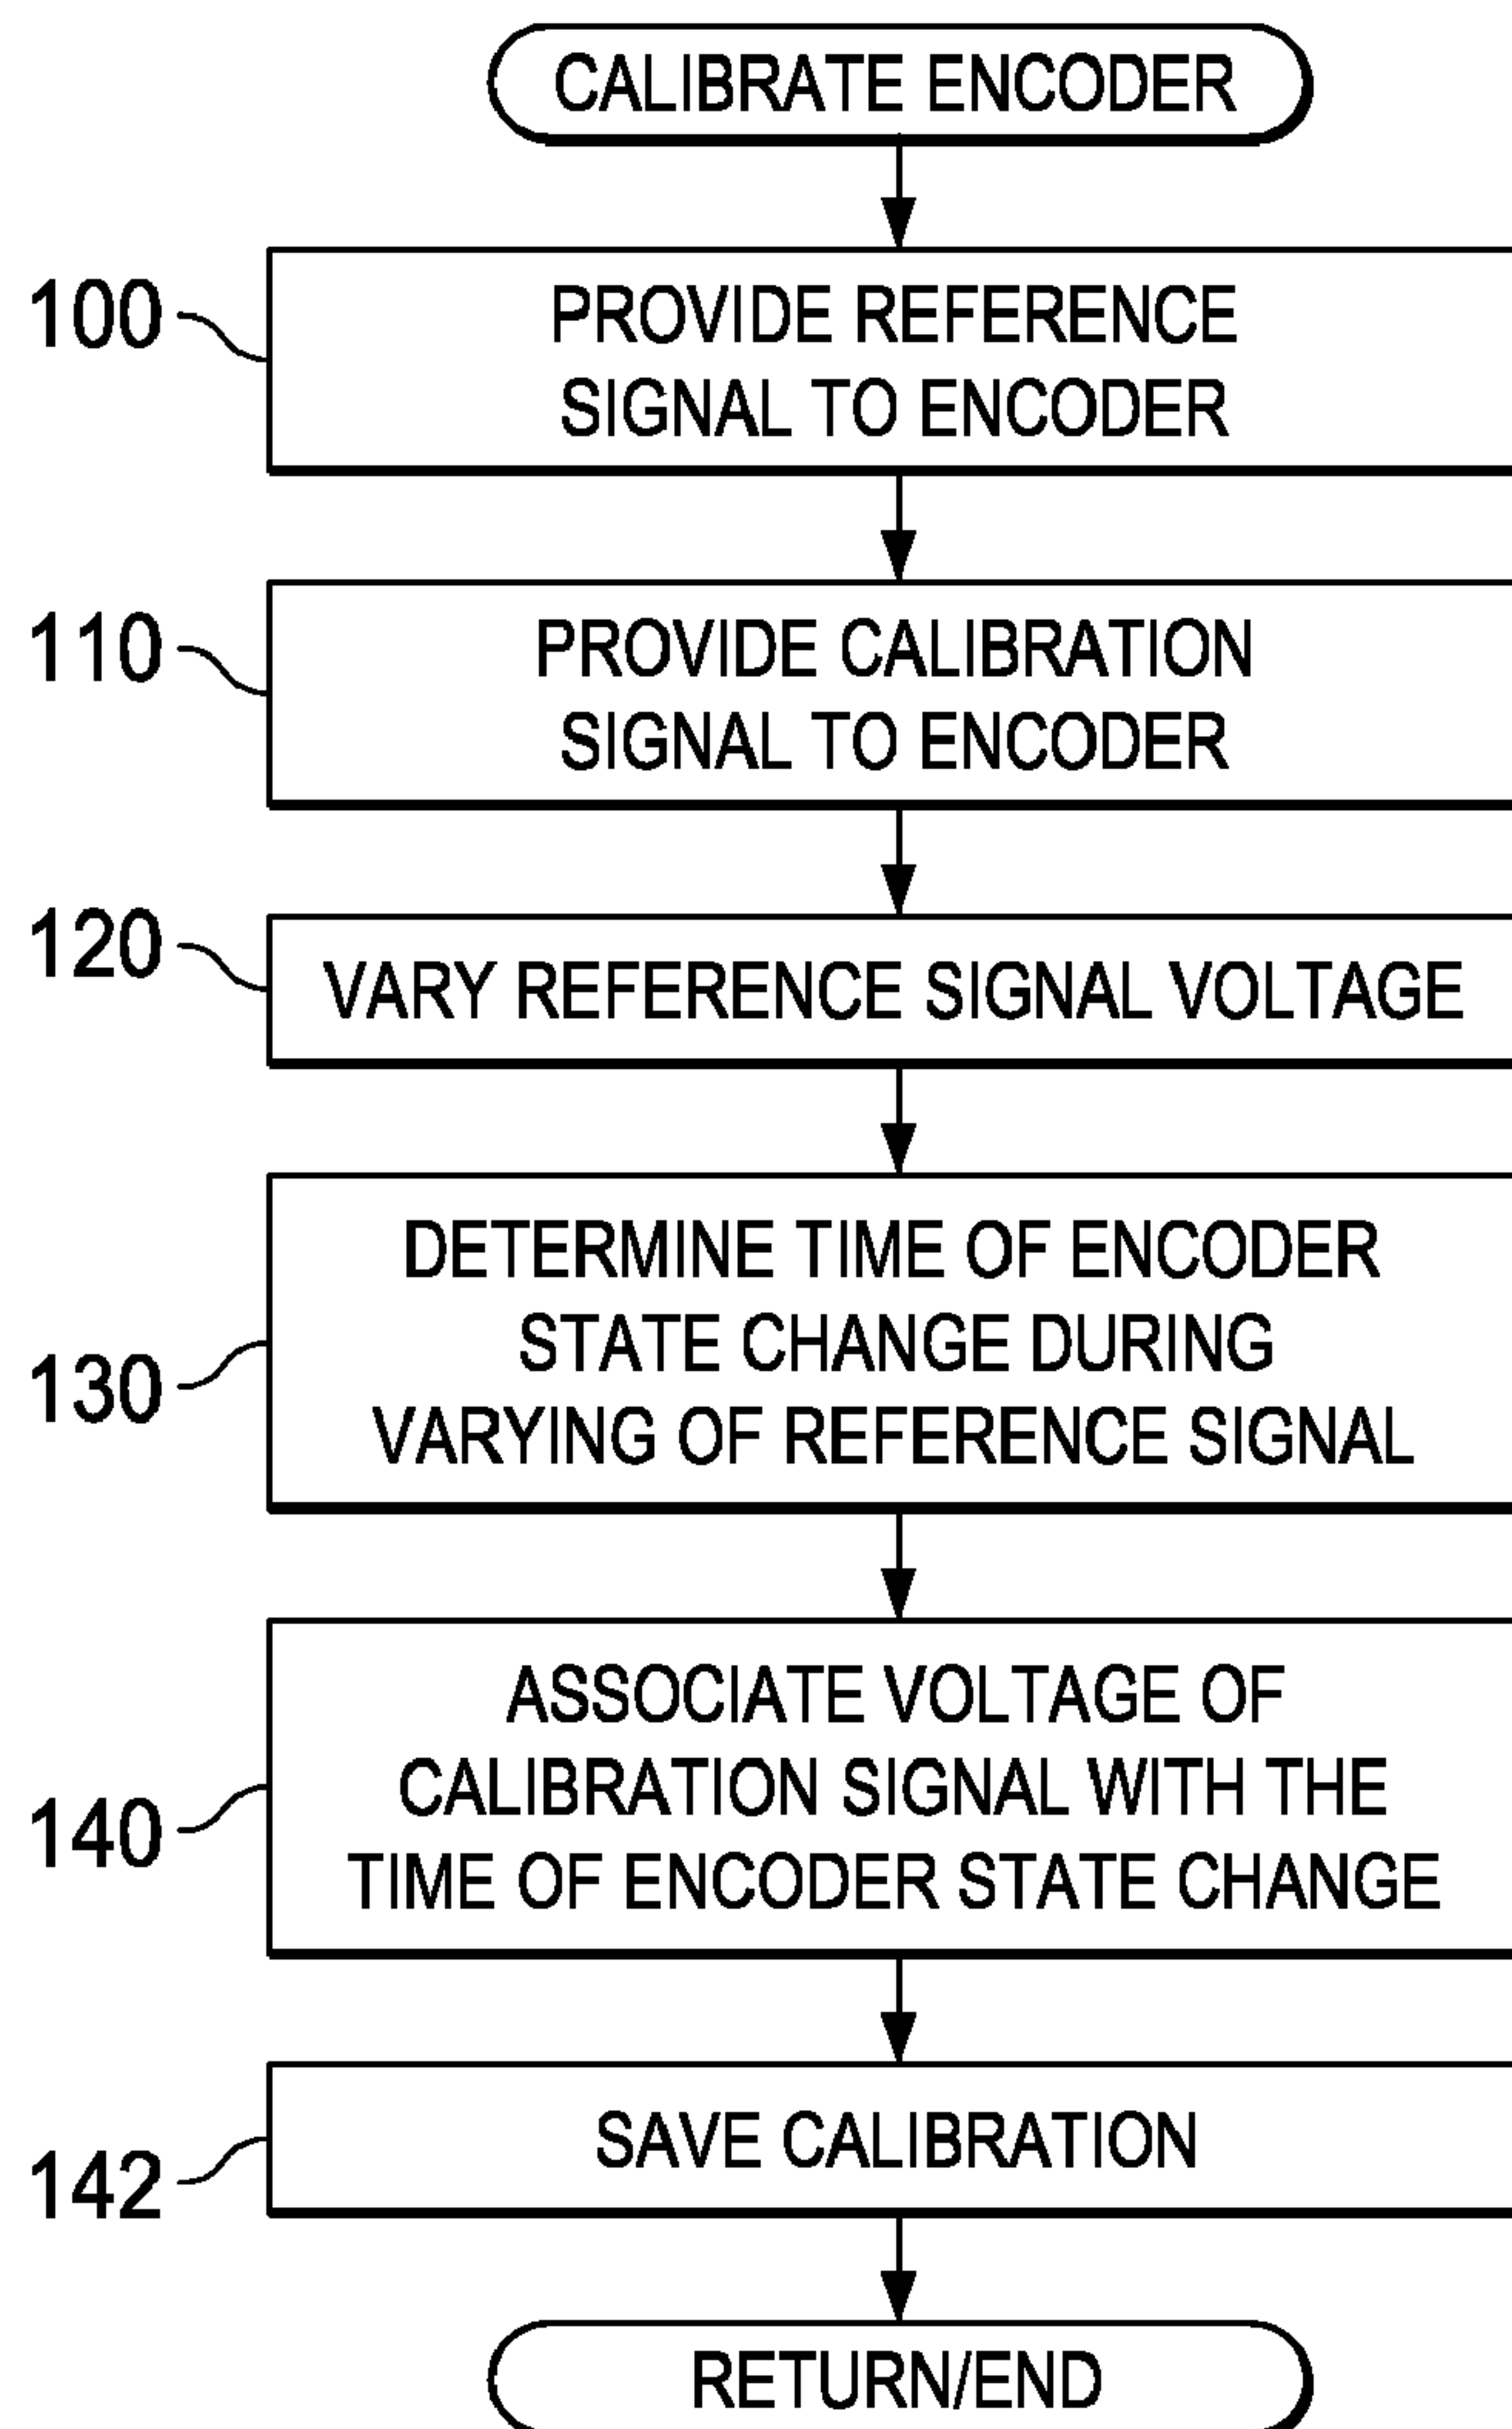 CALIBRATE ENCODER
100
PROVIDE REFERENCE
SIGNAL TO ENCODER
110
PROVIDE CALIBRATION
SIGNAL TO ENCODER
120
VARY REFERENCE SIGNAL VOLTAGE
130
DETERMINE TIME OF ENCODER
STATE CHANGE DURING
VARYING OF REFERENCE SIGNAL
140
ASSOCIATE VOLTAGE OF
CALIBRATION SIGNAL WITH THE
TIME OF ENCODER STATE CHANGE
142
SAVE CALIBRATION
RETURN/END